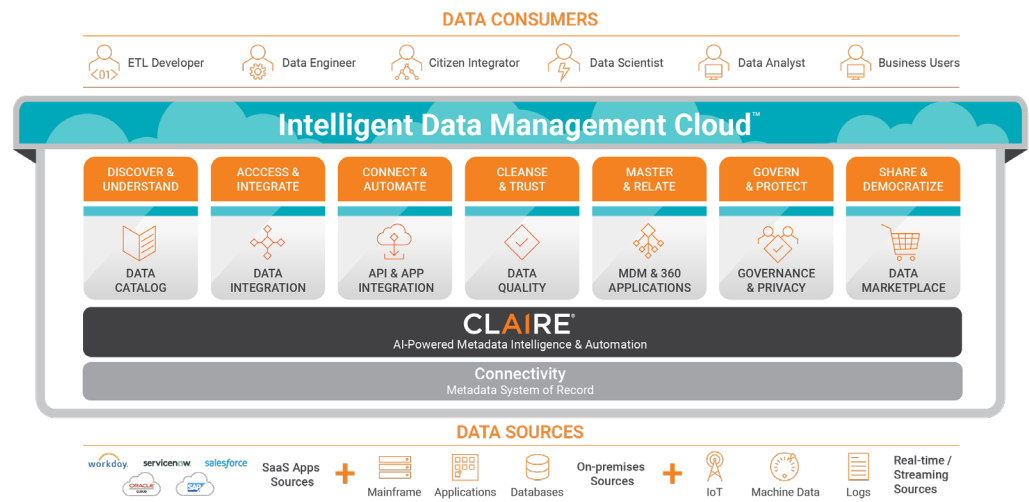 DATA CONSUMERS
<01>
ETL Developer
Data Engineer
Citizen Integrator
Data Scientist
Data Analyst
Business Users
Intelligent Data Management Cloud™
DISCOVER &
UNDERSTAND
ACCCESS &
INTEGRATE
CONNECT &
AUTOMATE
CLEANSE
& TRUST
MASTER
& RELATE
GOVERN
& PROTECT
SHARE &
DEMOCRATIZE
DATA
CATALOG
DATA
INTEGRATION
API & APP
INTEGRATION
DATA
QUALITY
MDM & 360
APPLICATIONS
GOVERNANCE
& PRIVACY
DATA
MARKETPLACE
CLAIRE®
AI-Powered Metadata Intelligence & Automation
Connectivity
Metadata System of Record
DATA SOURCES
workday.
servicenow
salesforce
ORACLE
CLOUD
SAP
SaaS Apps
Sources
+
Mainframe
Applications
Databases
On-premises
Sources
+
IoT
Machine Data
Logs
Real-time /
Streaming
Sources